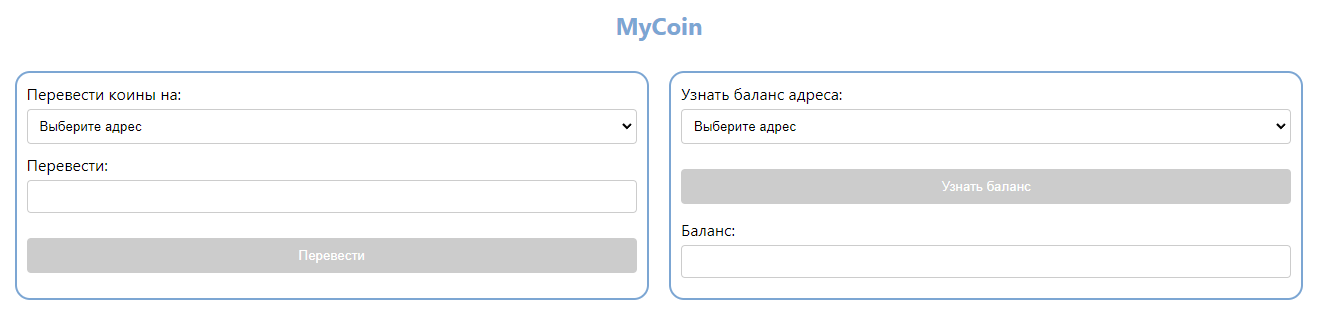 MyCoin
Перевести коины на:
Выберите адрес
Перевести:
Перевести
Узнать баланс адреса:
Выберите адрес
Узнать баланс
Баланс: